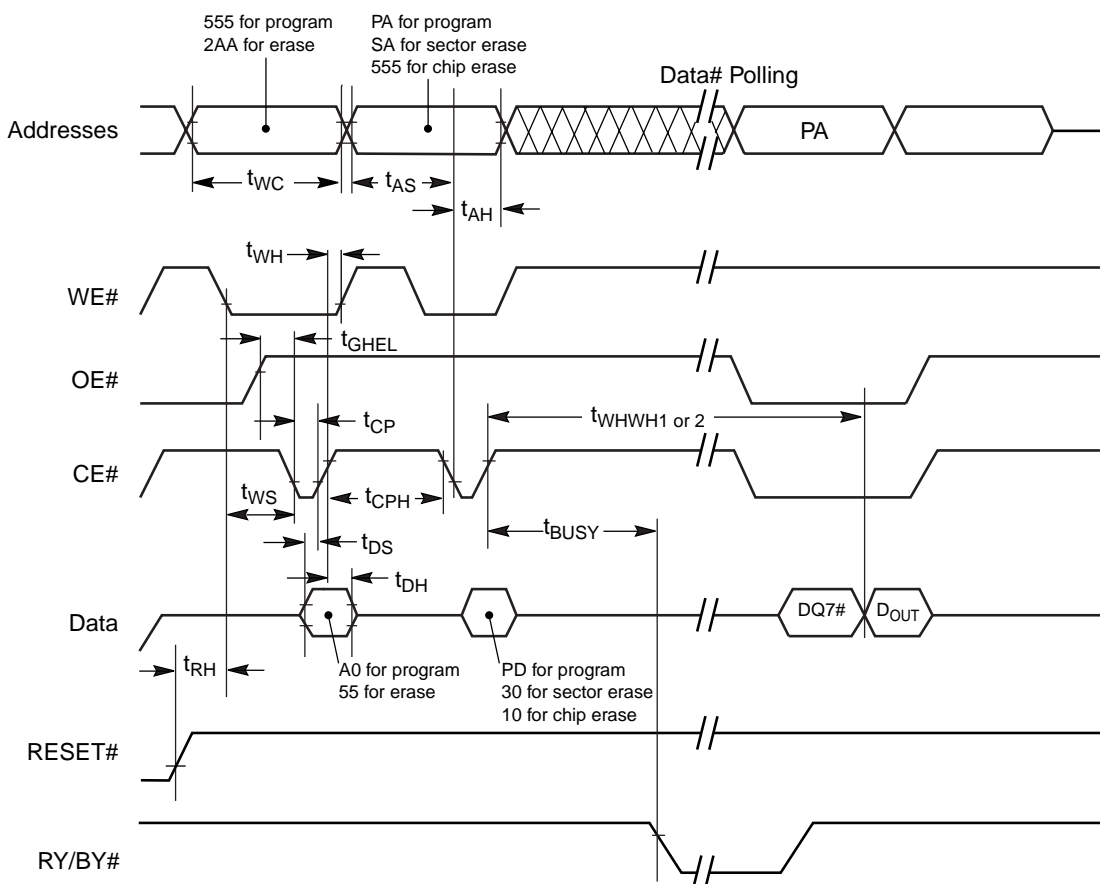 555 for program
2AA for erase
PA for program
SA for sector erase
555 for chip erase
Data# Polling
Addresses
PA
tWC
tAS
tAH
tWH
WE#
tGHEL
OE#
tCP
tWHWH1 or 2
CE#
tWS
tCPH
tBUSY
tDS
tDH
Data
DQ7#
DOUT
tRH
A0 for program
55 for erase
PD for program
30 for sector erase
10 for chip erase
RESET#
RY/BY#